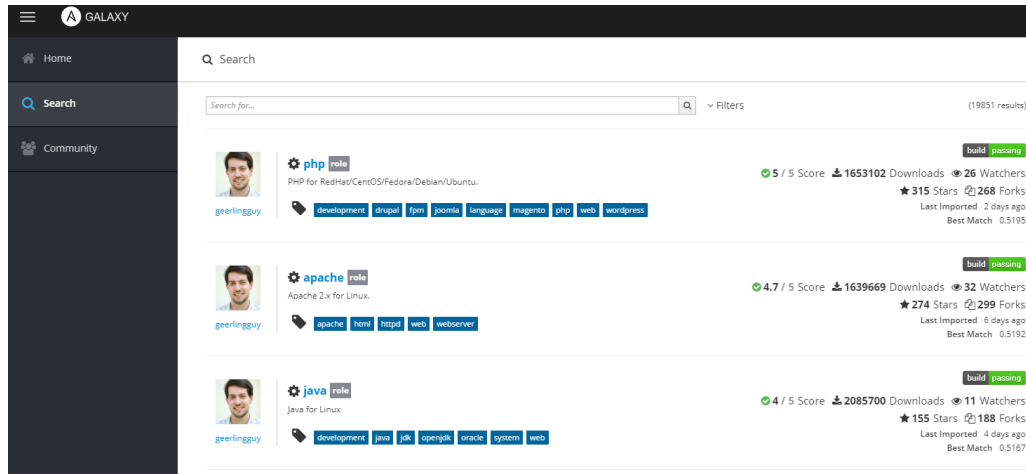 A GALAXY
Home
Search
Community
Search
Search for...
Filters
(19851 results)
php role
PHP for RedHat/CentOS/Fedora/Debian/Ubuntu.
development drupal fpm joomla language magento php web wordpress
geerlingguy
build passing
5 / 5 Score 1653102 Downloads 26 Watchers
315 Stars 268 Forks
Last Imported 2 days ago
Best Match 0.5195
apache role
Apache 2.x for Linux.
apache html httpd web webserver
geerlingguy
build passing
4.7 / 5 Score 1639669 Downloads 32 Watchers
274 Stars 299 Forks
Last Imported 6 days ago
Best Match 0.5192
java role
Java for Linux
development java jdk openjdk oracle system web
geerlingguy
build passing
4 / 5 Score 2085700 Downloads 11 Watchers
155 Stars 188 Forks
Last Imported 4 days ago
Best Match 0.5167